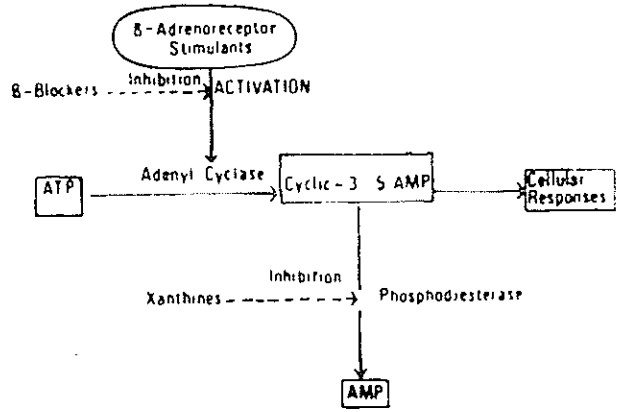 β-Adrenoreceptor
Stimulants
Inhibition
β-Blockers
ACTIVATION
Adenyl Cyclase
ATP
Cyclic-3 5 AMP
Cellular
Responses
Inhibition
Xanthines
Phosphodiesterase
AMP